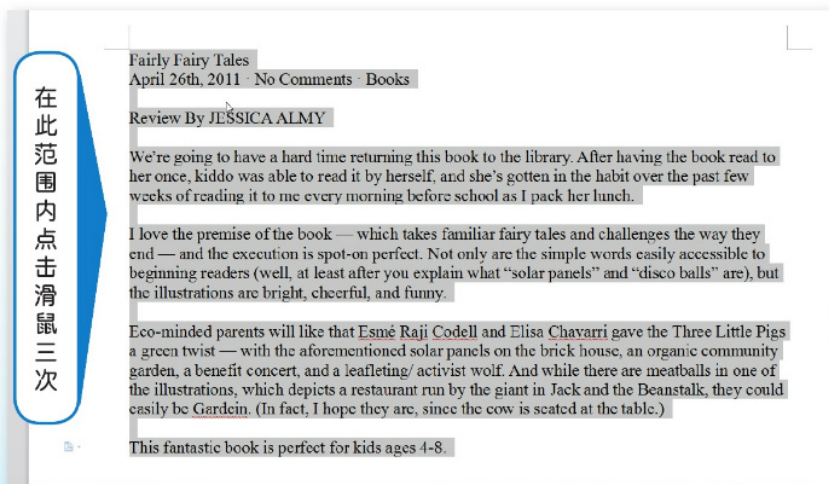 在此范围内点击滑鼠三次
Fairly Fairy Tales
April 26th, 2011 · No Comments · Books
Review By JESSICA ALMY
We’re going to have a hard time returning this book to the library. After having the book read to
her once, kiddo was able to read it by herself, and she’s gotten in the habit over the past few
weeks of reading it to me every morning before school as I pack her lunch.
I love the premise of the book — which takes familiar fairy tales and challenges the way they
end — and the execution is spot-on perfect. Not only are the simple words easily accessible to
beginning readers (well, at least after you explain what “solar panels” and “disco balls” are), but
the illustrations are bright, cheerful, and funny.
Eco-minded parents will like that Esmé Raji Codell and Elisa Chavarri gave the Three Little Pigs
a green twist — with the aforementioned solar panels on the brick house, an organic community
garden, a benefit concert, and a leafleting/ activist wolf. And while there are meatballs in one of
the illustrations, which depicts a restaurant run by the giant in Jack and the Beanstalk, they could
easily be Gardein. (In fact, I hope they are, since the cow is seated at the table.)
This fantastic book is perfect for kids ages 4-8.